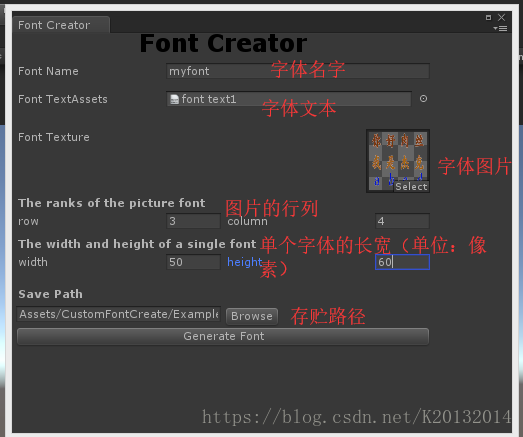 Font Creator
Font Creator
Font Name myfont 字体名字
Font TextAssets font text1 字体文本
Font Texture Select 字体图片
The ranks of the picture font 图片的行列
row 3 column 4
The width and height of a single font 单个字体的长宽（单位：像
素）
width 50 height 60
Save Path
Assets/CustomFontCreate/Example Browse 存贮路径
Generate Font
https://blog.csdn.net/K20132014